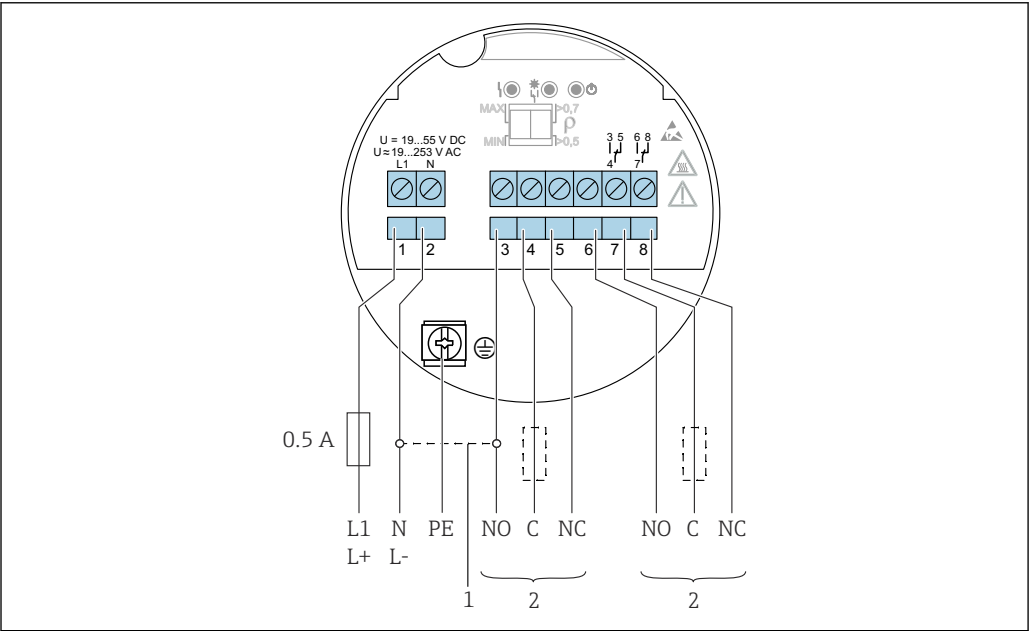 MAX >0,7
ρ
MIN >0,5
U = 19...55 V DC
U≈19...253 V AC
L1 N
3 5 6 8
4 7
1 2 3 4 5 6 7 8
0.5 A
L1 N PE NO C NC NO C NC
L+ L-
1 2 2